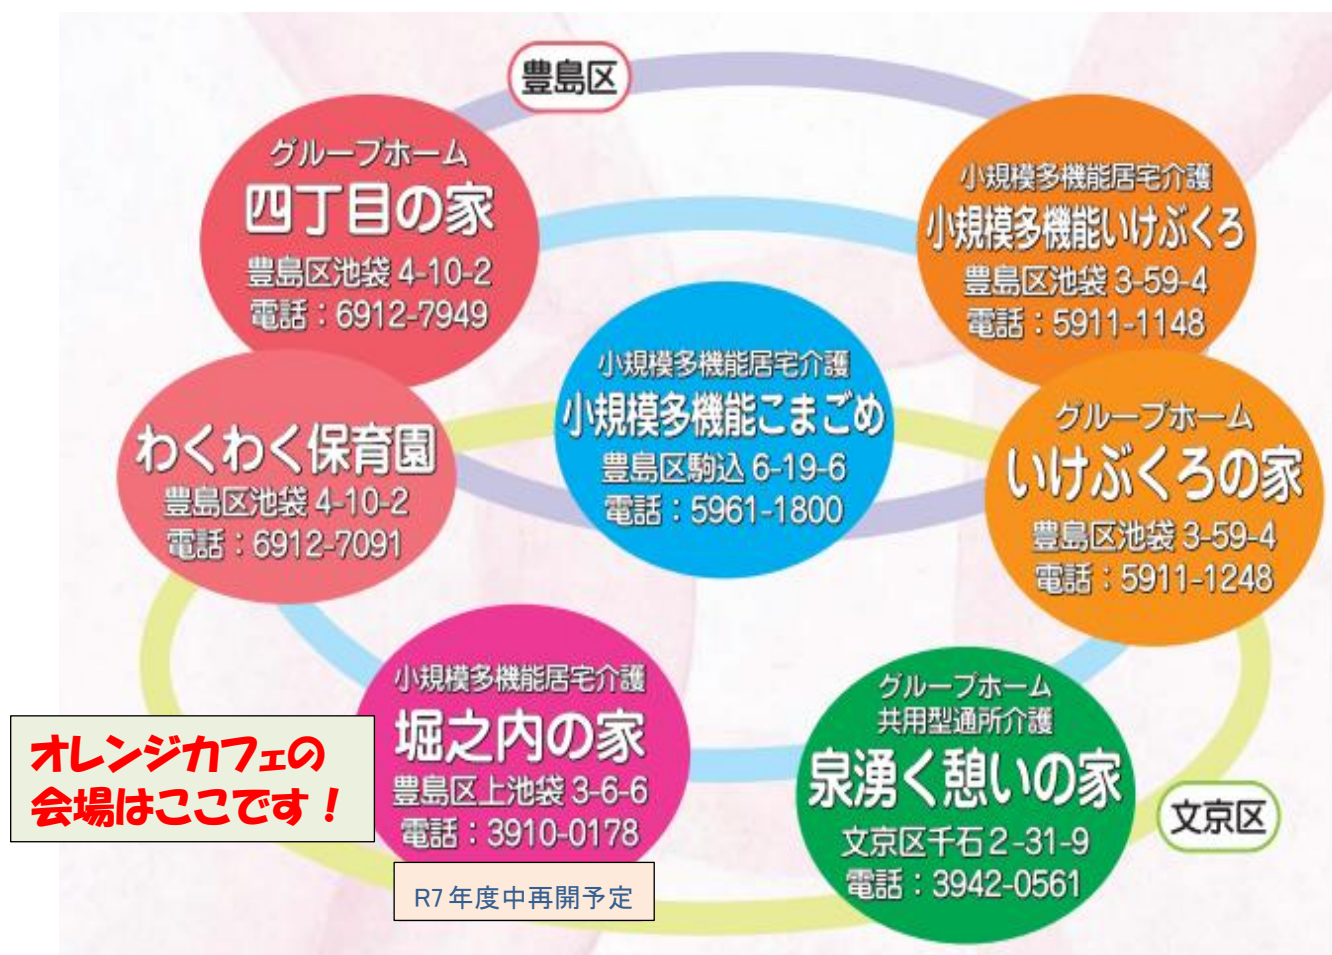 豊島区
グループホーム
四丁目の家
豊島区池袋 4-10-2
電話：6912-7949
小規模多機能居宅介護
小規模多機能いけぶくろ
豊島区池袋 3-59-4
電話：5911-1148
小規模多機能居宅介護
小規模多機能こまごめ
豊島区駒込 6-19-6
電話：5961-1800
わくわく保育園
豊島区池袋 4-10-2
電話：6912-7091
グループホーム
いけぶくろの家
豊島区池袋 3-59-4
電話：5911-1248
オレンジカフェの
会場はここです！
小規模多機能居宅介護
堀之内の家
豊島区上池袋 3-6-6
電話：3910-0178
R7 年度中再開予定
グループホーム
共用型通所介護
泉湧く憩いの家
文京区千石 2-31-9
電話：3942-0561
文京区